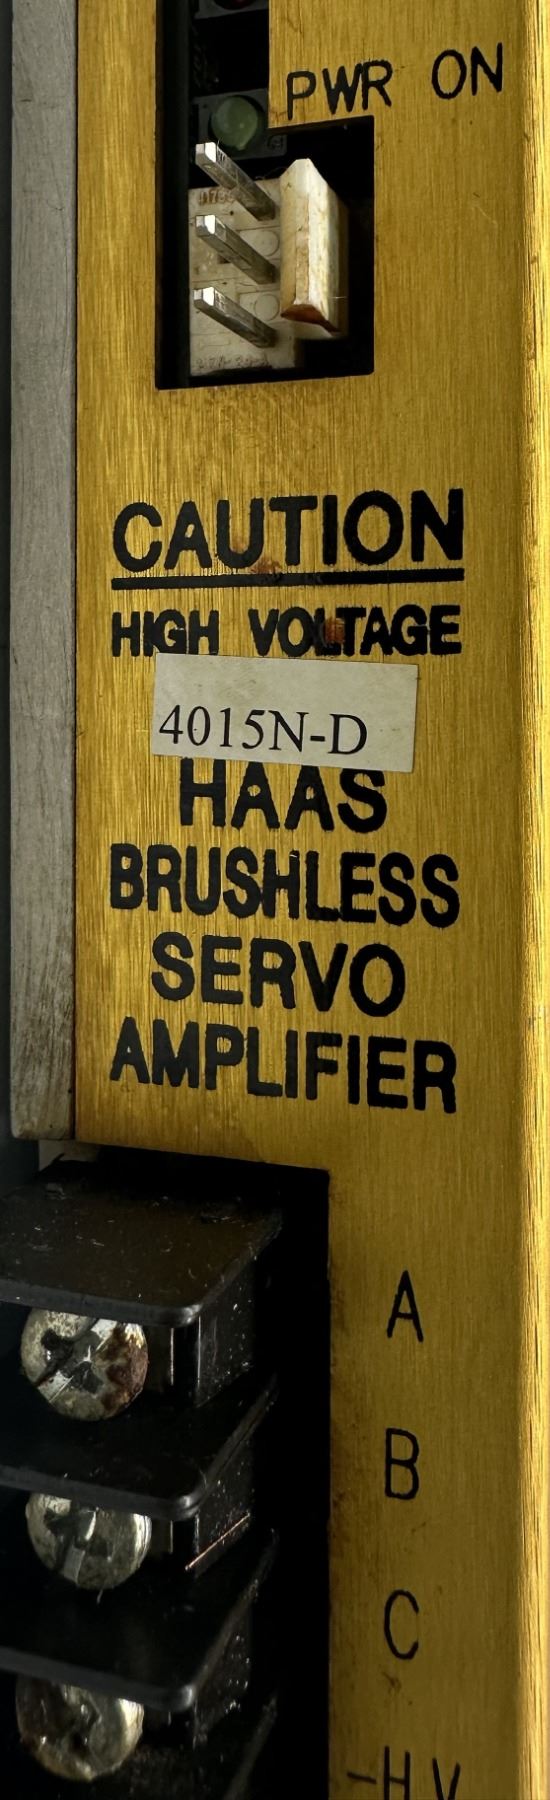 PWR ON
CAUTION
HIGH VOLTAGE
4015N-D
HAAS
BRUSHLESS
SERVO
AMPLIFIER
A
B
C
-HV